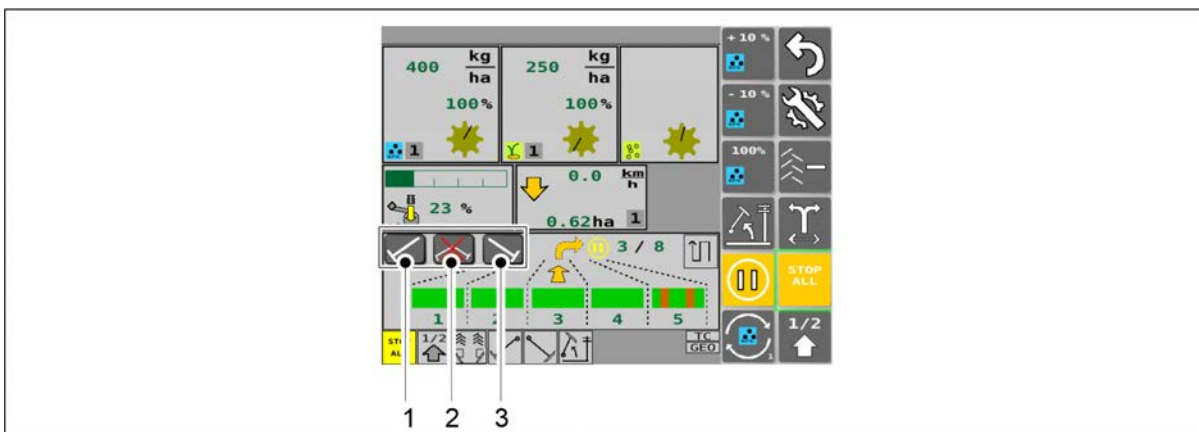 400 kg/ha
100%
1
250 kg/ha
100%
1
+10 %
- 10 %
100%
23 %
0.0 km/h
0.62ha 1
3 / 8
1 2 3 4 5
STOP ALL
1/2
TC
GEO
STOP ALL
1
1/2
1 2 3